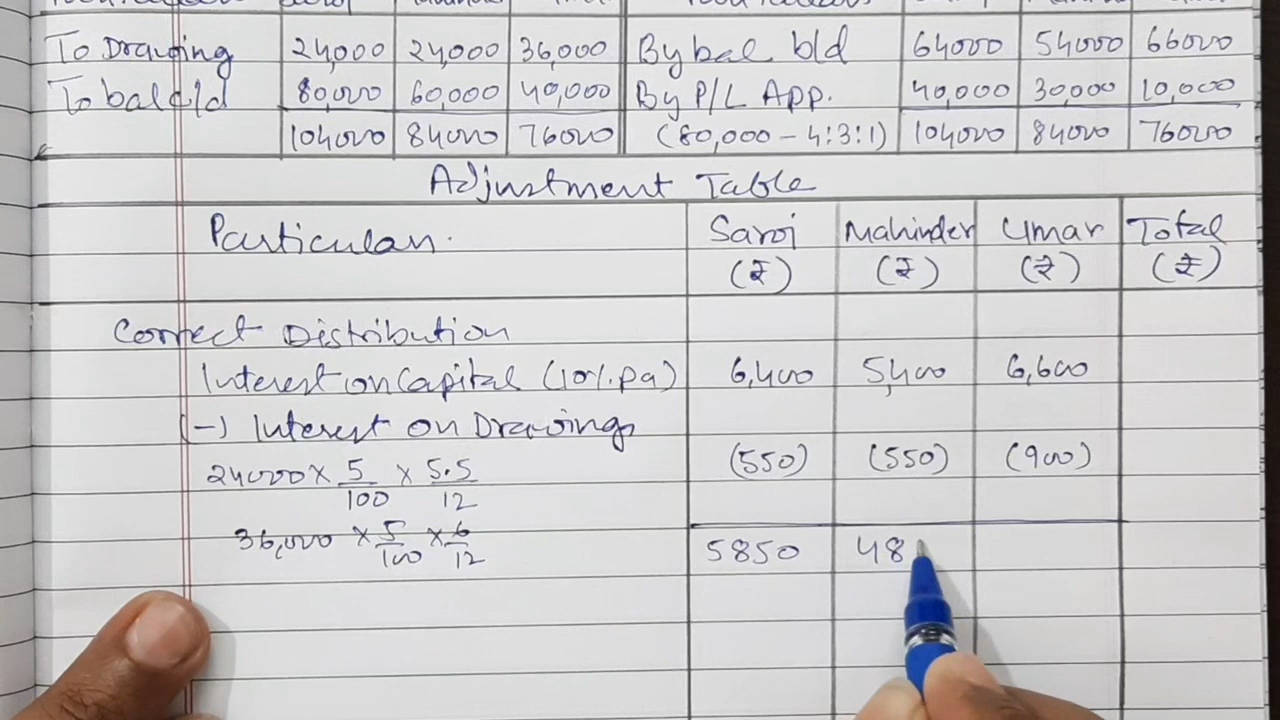 To Drawing 24,000 24,000 36,000 By bal b/d 64000 54000 66000
To bal c/d 80,000 60,000 40,000 By P/L App. 40,000 30,000 10,000
104000 84000 76000 (80,000 - 4:3:1) 104000 84000 76000
Adjustment Table
Particulars. Saroj Mahinder Umar Total
(₹) (₹) (₹) (₹)
Correct Distribution
Interest on Capital (10%.pa) 6,400 5,400 6,600
(-) Interest on Drawings
(550) (550) (900)
24000 × 5/100 × 5.5/12
36,000 × 5/100 × 6/12
5850 48